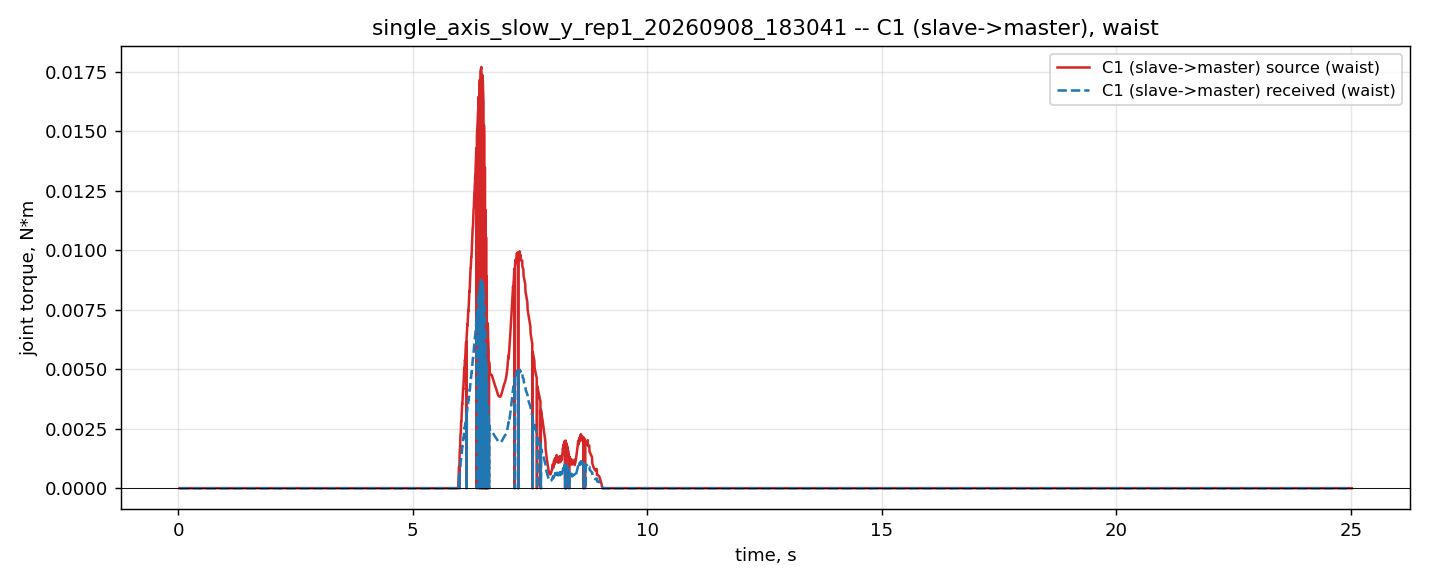 single_axis_slow_y_rep1_20260908_183041 -- C1 (slave->master), waist
C1 (slave->master) source (waist)
C1 (slave->master) received (waist)
joint torque, N*m
0.0175
0.0150
0.0125
0.0100
0.0075
0.0050
0.0025
0.0000
0 5 10 15 20 25
time, s